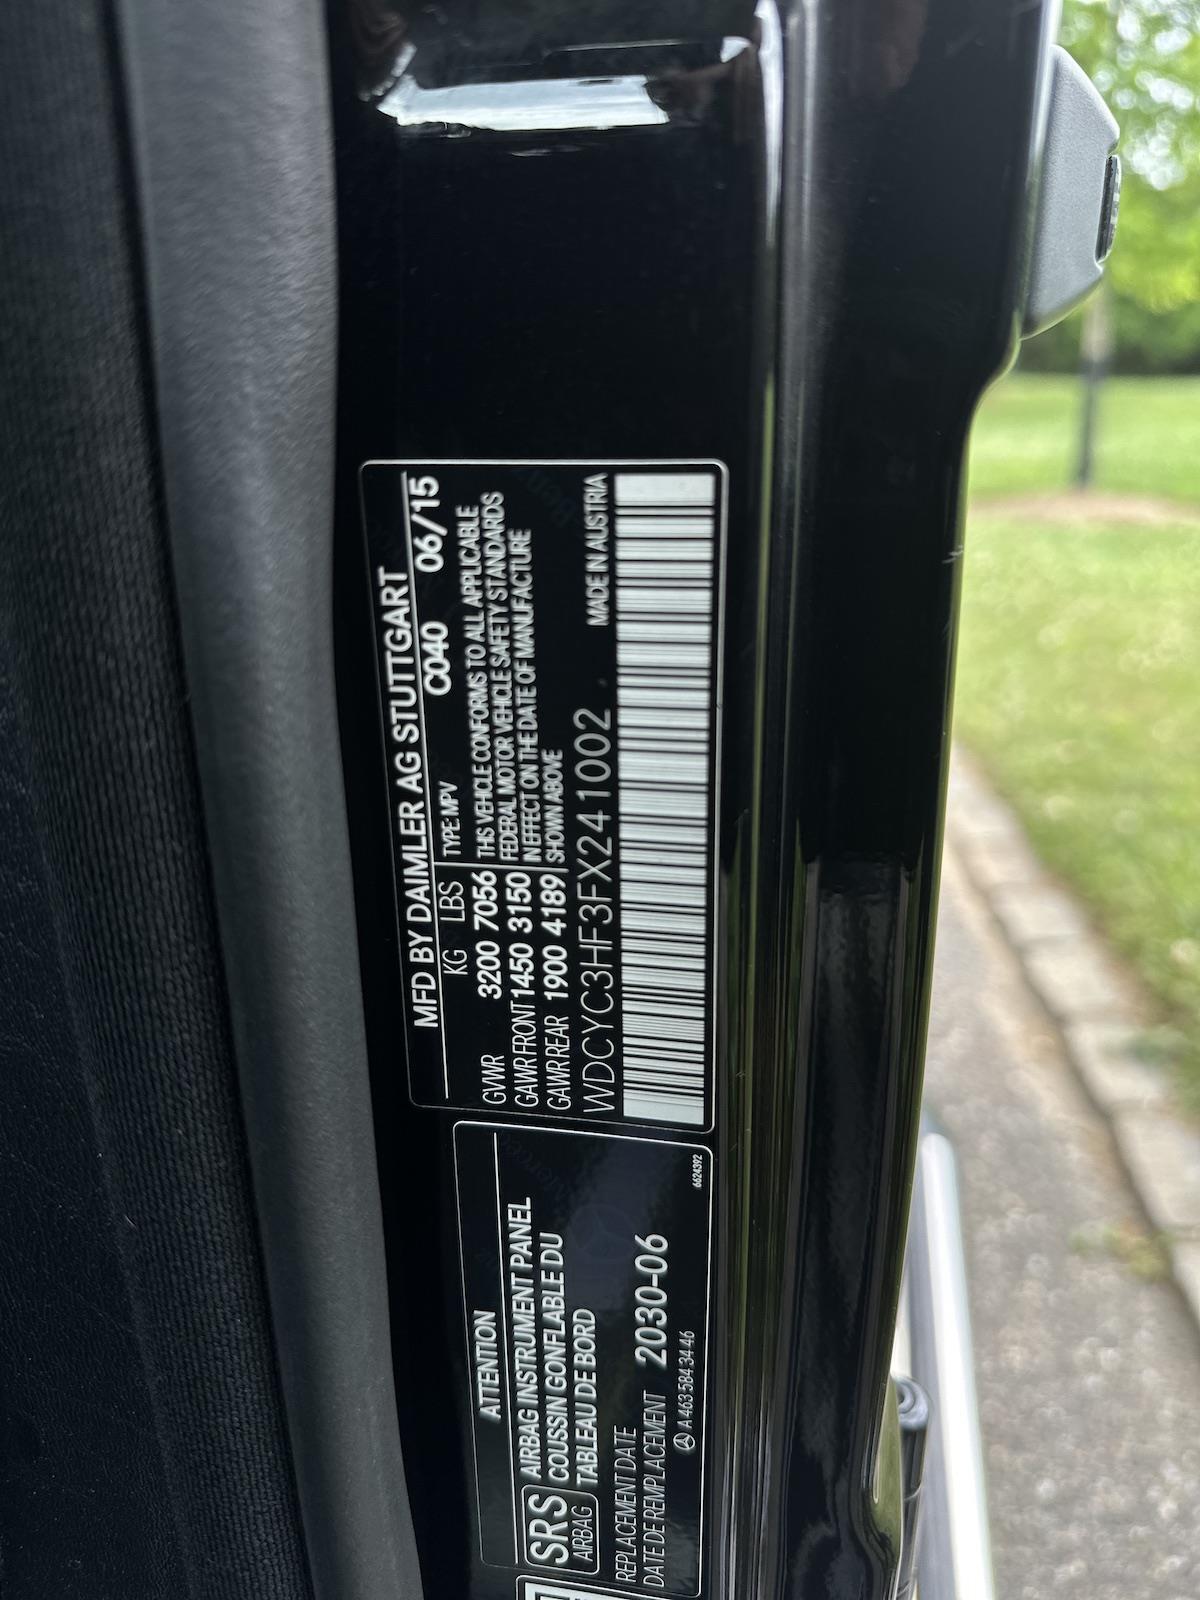 MFD BY DAIMLER AG STUTTGART
KG LBS TYPE: MPV C040 06/15
GVWR 3200 7056
GAWR FRONT 1450 3150
GAWR REAR 1900 4189
THIS VEHICLE CONFORMS TO ALL APPLICABLE
FEDERAL MOTOR VEHICLE SAFETY STANDARDS
IN EFFECT ON THE DATE OF MANUFACTURE
SHOWN ABOVE
WDCYC3HF3FX241002 MADE IN AUSTRIA
ATTENTION
SRS
AIRBAG
AIRBAG INSTRUMENT PANEL
COUSSIN GONFLABLE DU
TABLEAU DE BORD
REPLACEMENT DATE
DATE DE REMPLACEMENT 2030-06
A 463 584 34 46
6624392